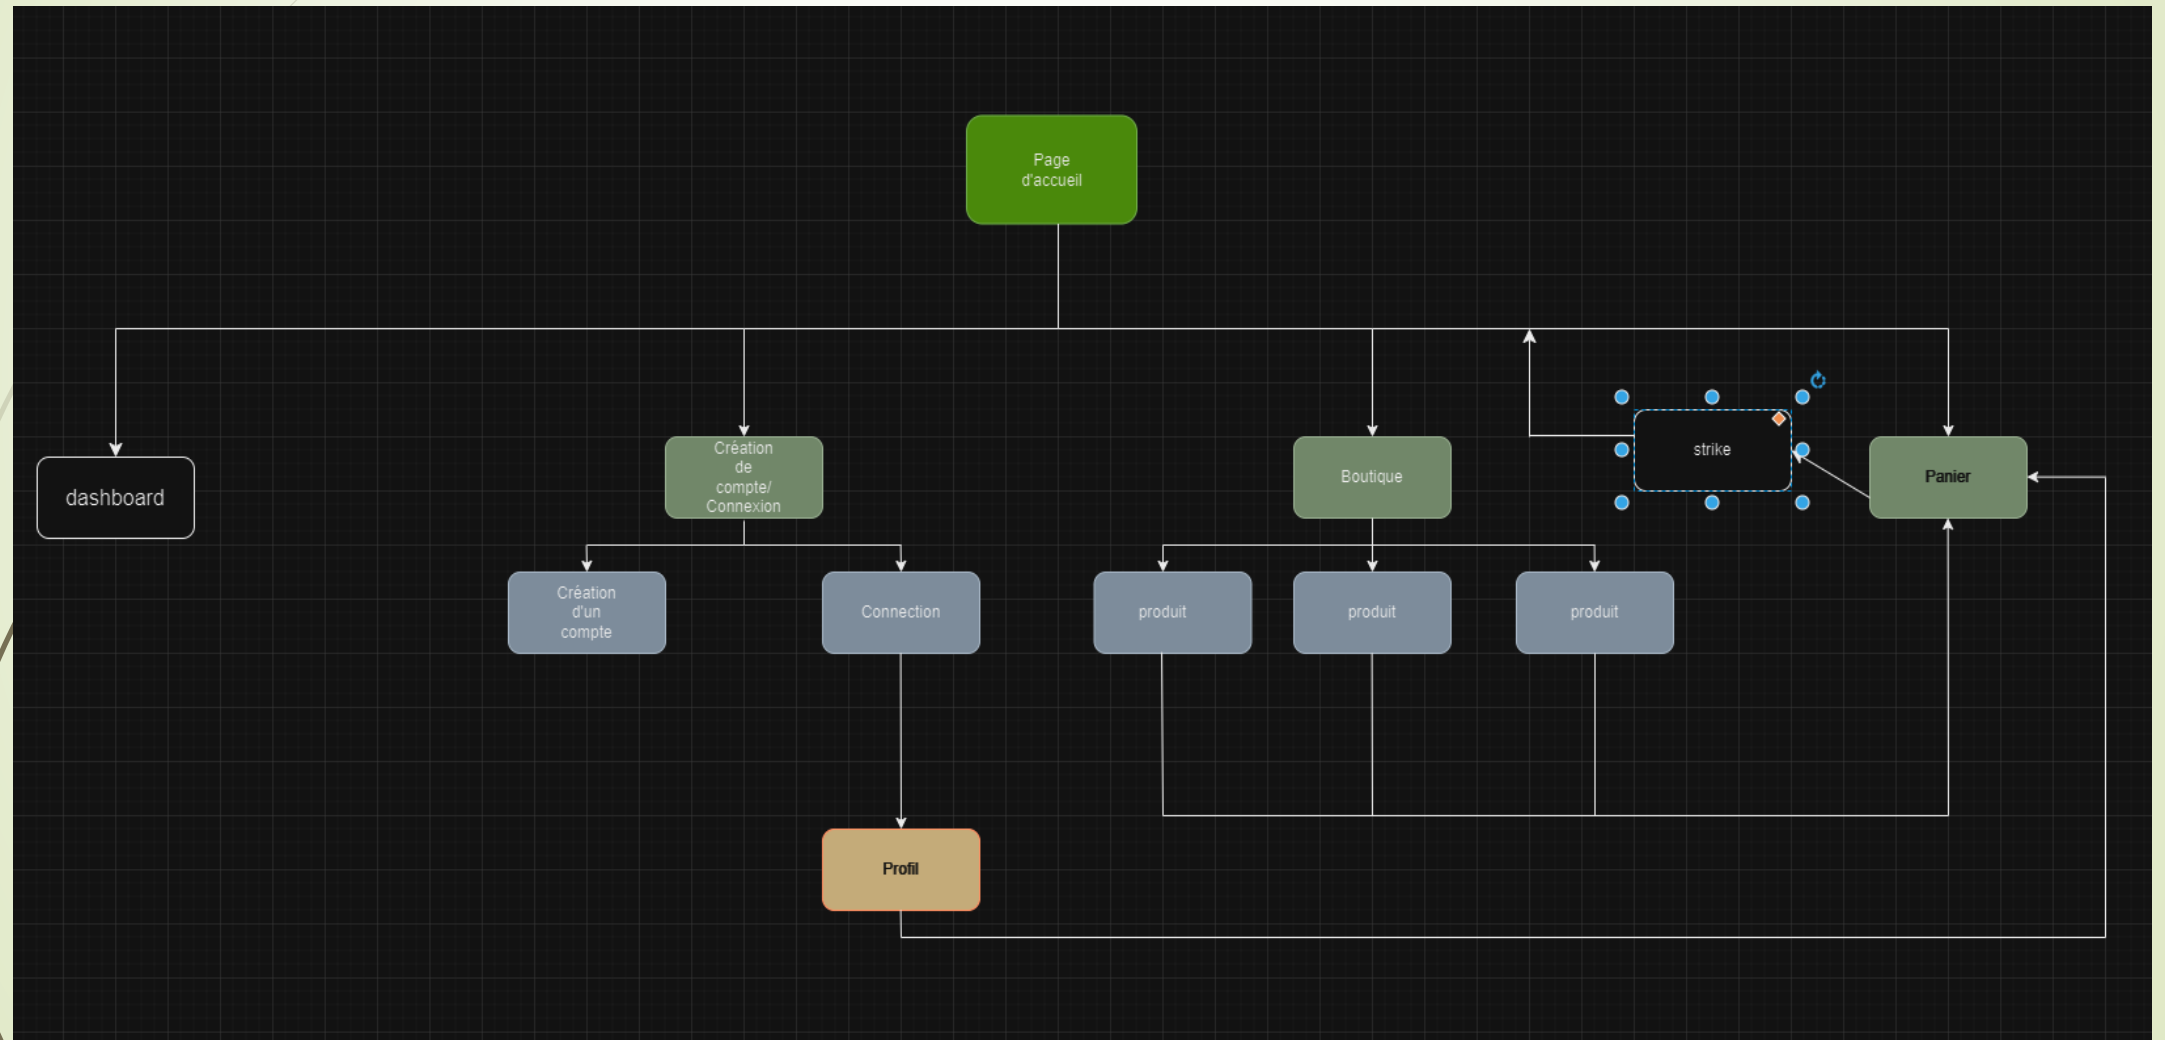 Page
d'accueil
dashboard
Création
de
compte/
Connexion
Boutique
strike
Panier
Création
d'un
compte
Connection
produit
produit
produit
Profil